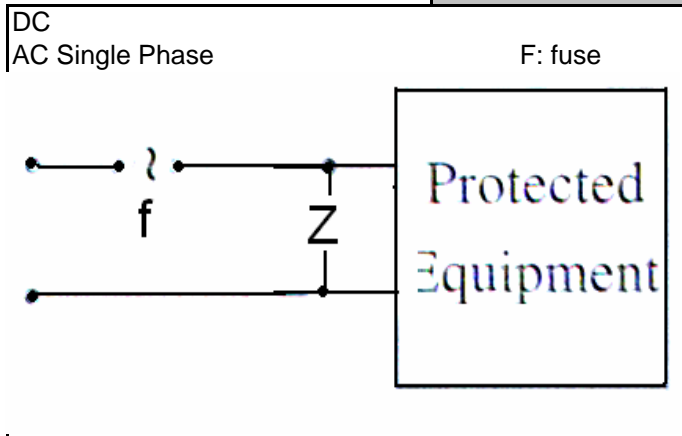 DC
AC Single Phase F: fuse
f
Z
Protected
Equipment